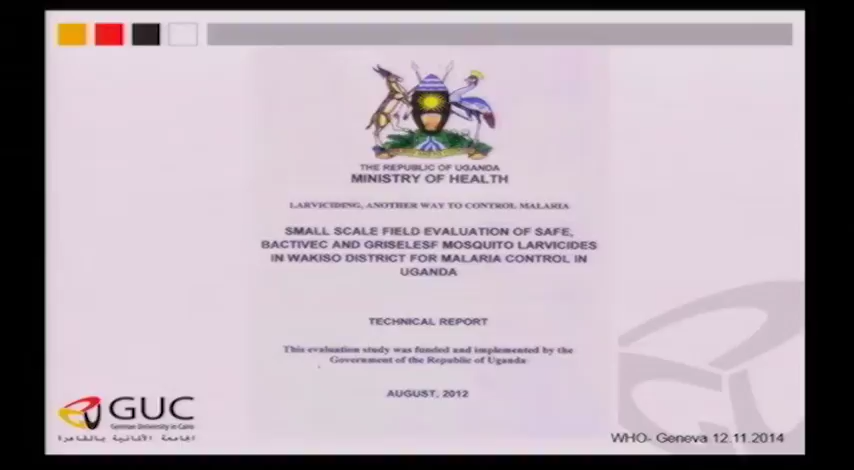 THE REPUBLIC OF UGANDA
MINISTRY OF HEALTH
LARVICIDING, ANOTHER WAY TO CONTROL MALARIA
SMALL SCALE FIELD EVALUATION OF SAFE,
BACTIVEC AND GRISELESF MOSQUITO LARVICIDES
IN WAKISO DISTRICT FOR MALARIA CONTROL IN
UGANDA
TECHNICAL REPORT
This evaluation study was funded and implemented by the
Government of the Republic of Uganda
AUGUST, 2012
GUC
German University in Cairo
الجامعة الألمانية بالقاهرة
WHO- Geneva 12.11.2014